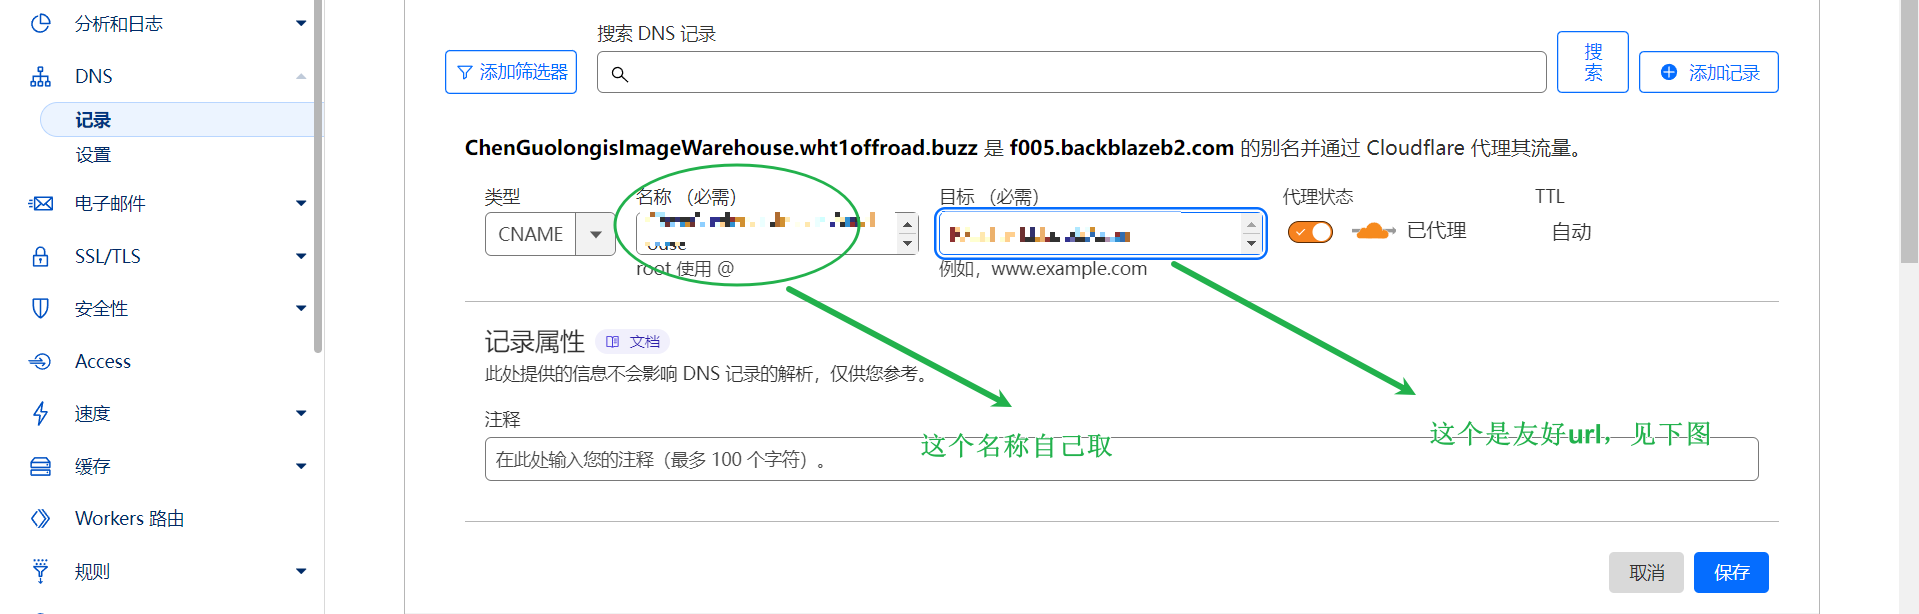 分析和日志
DNS
记录
设置
电子邮件
SSL/TLS
安全性
Access
速度
缓存
Workers 路由
规则
搜索 DNS 记录
添加筛选器
搜索
添加记录
ChenGuolongisImageWarehouse.wht1offroad.buzz 是 f005.backblazeb2.com 的别名并通过 Cloudflare 代理其流量。
类型 名称 （必需） 目标 （必需） 代理状态 TTL
CNAME 已代理 自动
root 使用 @ 例如，www.example.com
记录属性 文档
此处提供的信息不会影响 DNS 记录的解析，仅供您参考。
注释
这个名称自己取
这个是友好url，见下图
在此处输入您的注释（最多 100 个字符）。
取消 保存